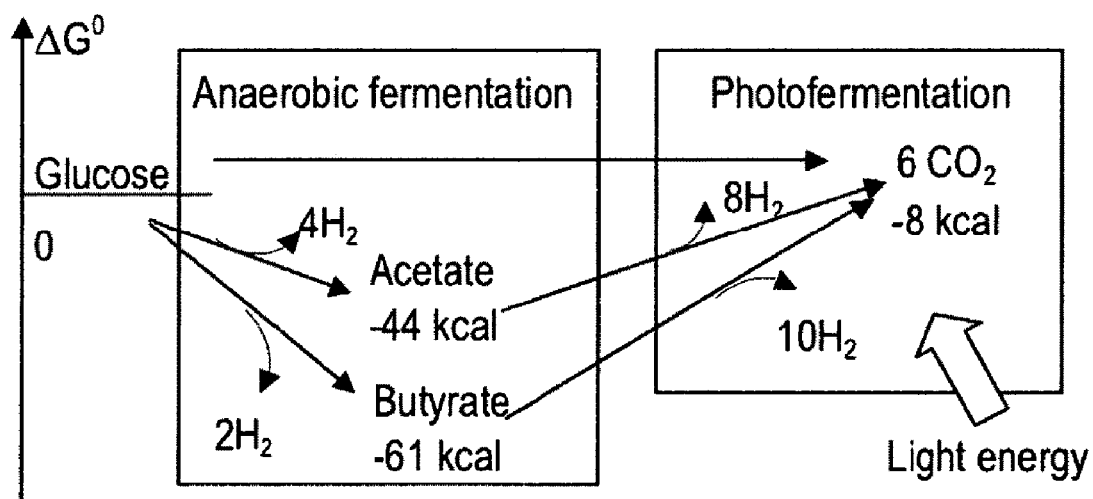 ΔG⁰
Anaerobic fermentation
Photofermentation
Glucose
0
4H₂
Acetate
-44 kcal
2H₂
Butyrate
-61 kcal
8H₂
6 CO₂
-8 kcal
10H₂
Light energy